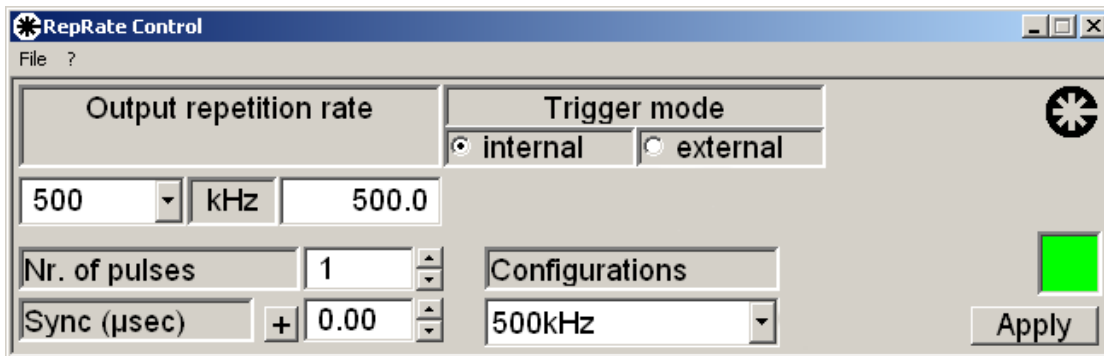 RepRate Control
File ?
Output repetition rate Trigger mode
internal external
500 kHz 500.0
Nr. of pulses 1 Configurations
Sync (µsec) + 0.00 500kHz Apply